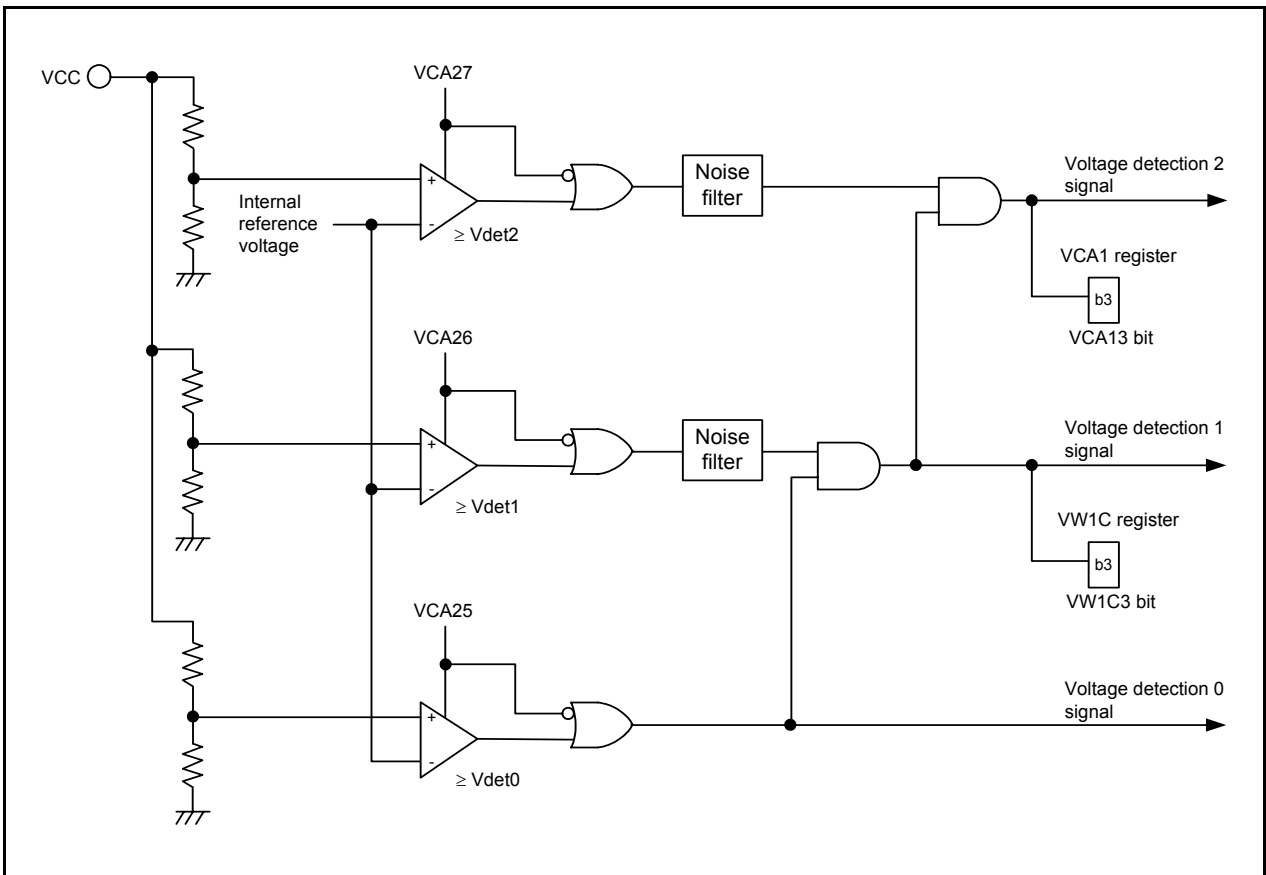 VCC
VCA27
+
-
Internal
reference
voltage
≥ Vdet2
Noise
filter
Voltage detection 2
signal
VCA1 register
b3
VCA13 bit
VCA26
+
-
≥ Vdet1
Noise
filter
Voltage detection 1
signal
VW1C register
b3
VW1C3 bit
VCA25
+
-
≥ Vdet0
Voltage detection 0
signal